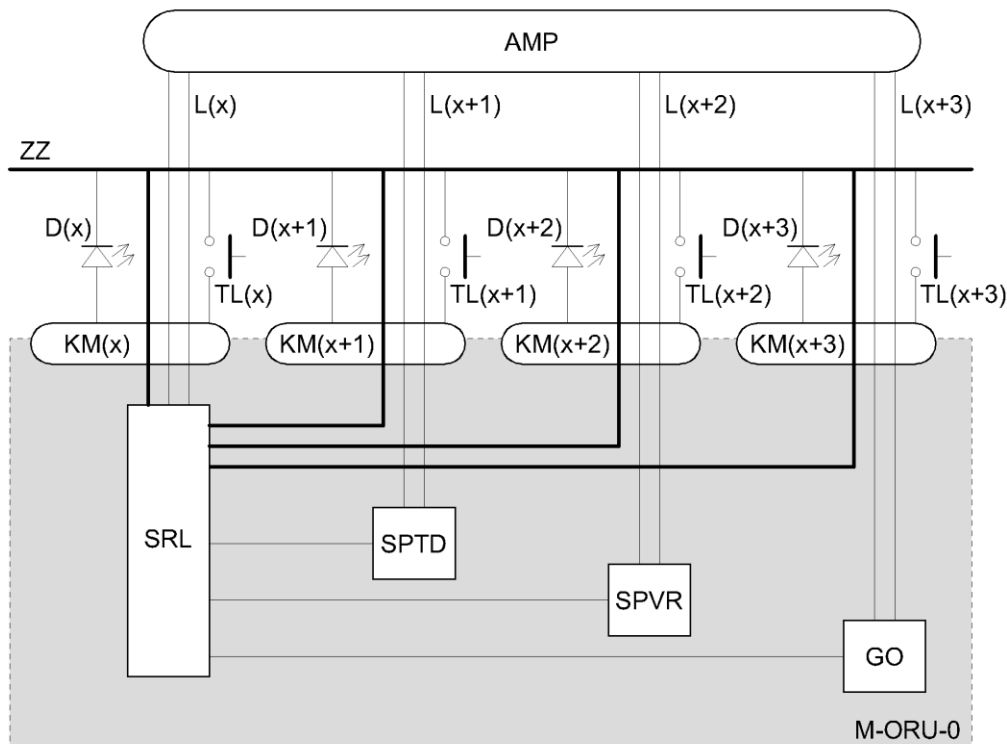 AMP
L(x) L(x+1) L(x+2) L(x+3)
ZZ
D(x) D(x+1) D(x+2) D(x+3)
TL(x) TL(x+1) TL(x+2) TL(x+3)
KM(x) KM(x+1) KM(x+2) KM(x+3)
SRL
SPTD
SPVR
GO
M-ORU-0